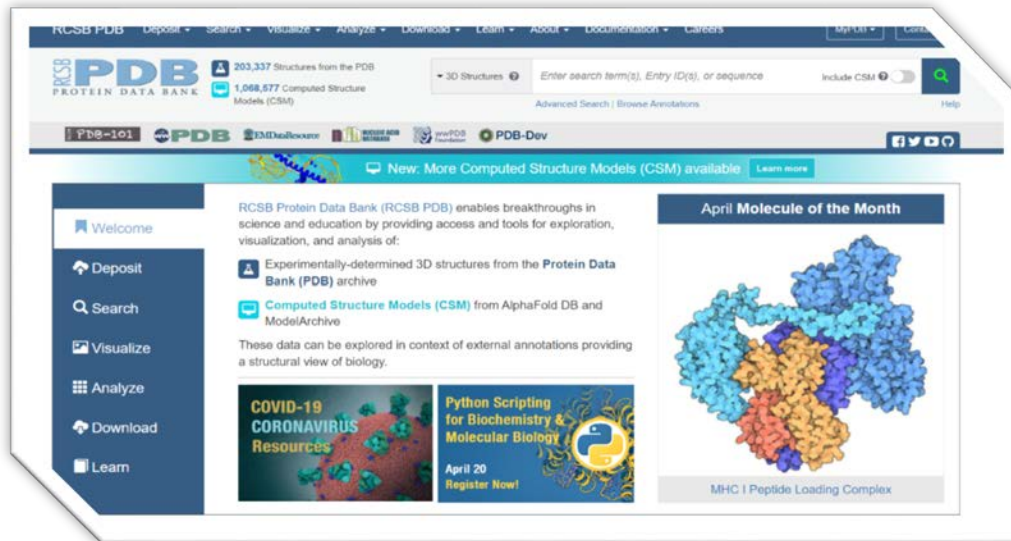 RCSB PDB Deposit Search Visualize Analyze Download Learn About Documentation Careers MyPDB
RCSB
PDB
PROTEIN DATA BANK
203,337 Structures from the PDB
1,068,577 Computed Structure
Models (CSM)
3D Structures
Enter search term(s), Entry ID(s), or sequence
Include CSM
Advanced Search | Browse Annotations
Help
PDB-101
PDB
EMDataResource
NUCLEIC ACID
DATABASE
wwPDB
Foundation
PDB-Dev
New: More Computed Structure Models (CSM) available Learn more
Welcome
Deposit
Search
Visualize
Analyze
Download
Learn
RCSB Protein Data Bank (RCSB PDB) enables breakthroughs in
science and education by providing access and tools for exploration,
visualization, and analysis of:
Experimentally-determined 3D structures from the Protein Data
Bank (PDB) archive
Computed Structure Models (CSM) from AlphaFold DB and
ModelArchive
These data can be explored in context of external annotations providing
a structural view of biology.
COVID-19
CORONAVIRUS
Resources
Python Scripting
for Biochemistry &
Molecular Biology
April 20
Register Now!
April Molecule of the Month
MHC I Peptide Loading Complex